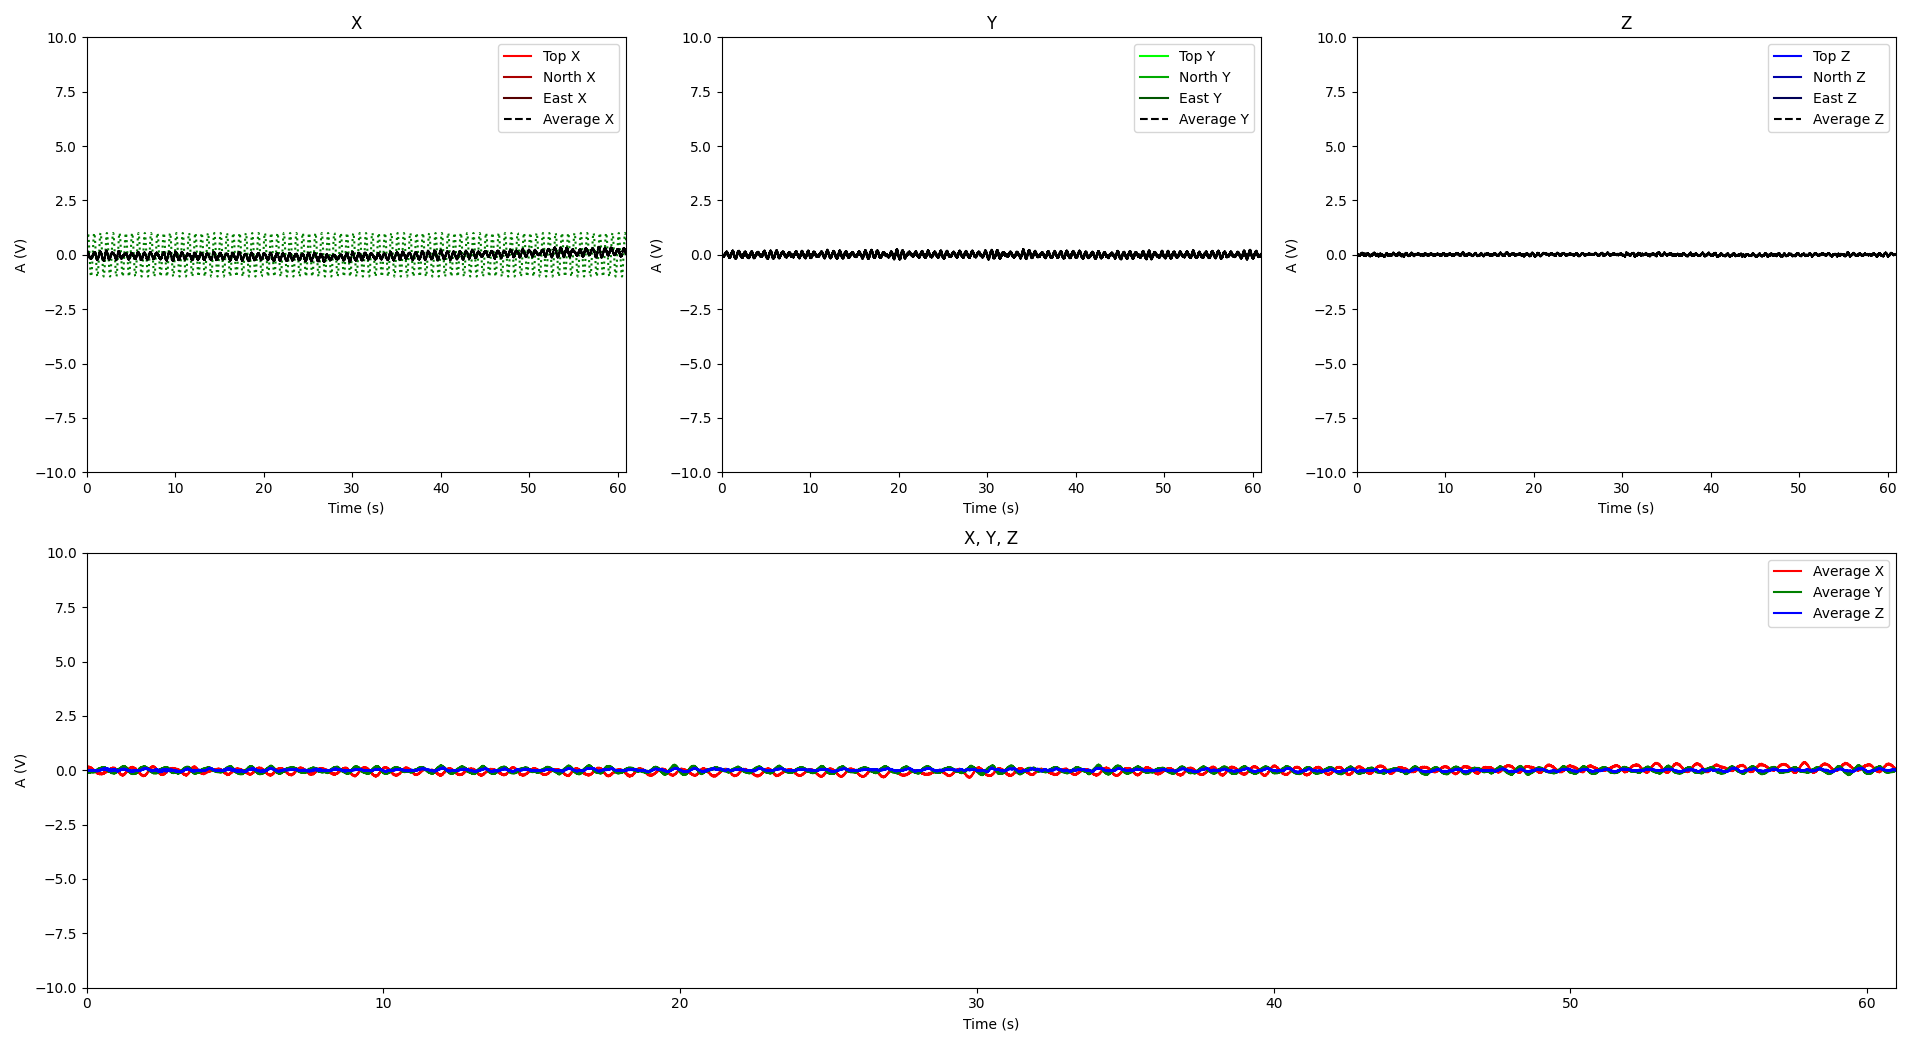 X
10.0
7.5
5.0
2.5
0.0
−2.5
−5.0
−7.5
−10.0
A (V)
0 10 20 30 40 50 60
Time (s)
Top X
North X
East X
Average X
Y
10.0
7.5
5.0
2.5
0.0
−2.5
−5.0
−7.5
−10.0
A (V)
0 10 20 30 40 50 60
Time (s)
Top Y
North Y
East Y
Average Y
Z
10.0
7.5
5.0
2.5
0.0
−2.5
−5.0
−7.5
−10.0
A (V)
0 10 20 30 40 50 60
Time (s)
Top Z
North Z
East Z
Average Z
X, Y, Z
10.0
7.5
5.0
2.5
0.0
−2.5
−5.0
−7.5
−10.0
A (V)
0 10 20 30 40 50 60
Time (s)
Average X
Average Y
Average Z